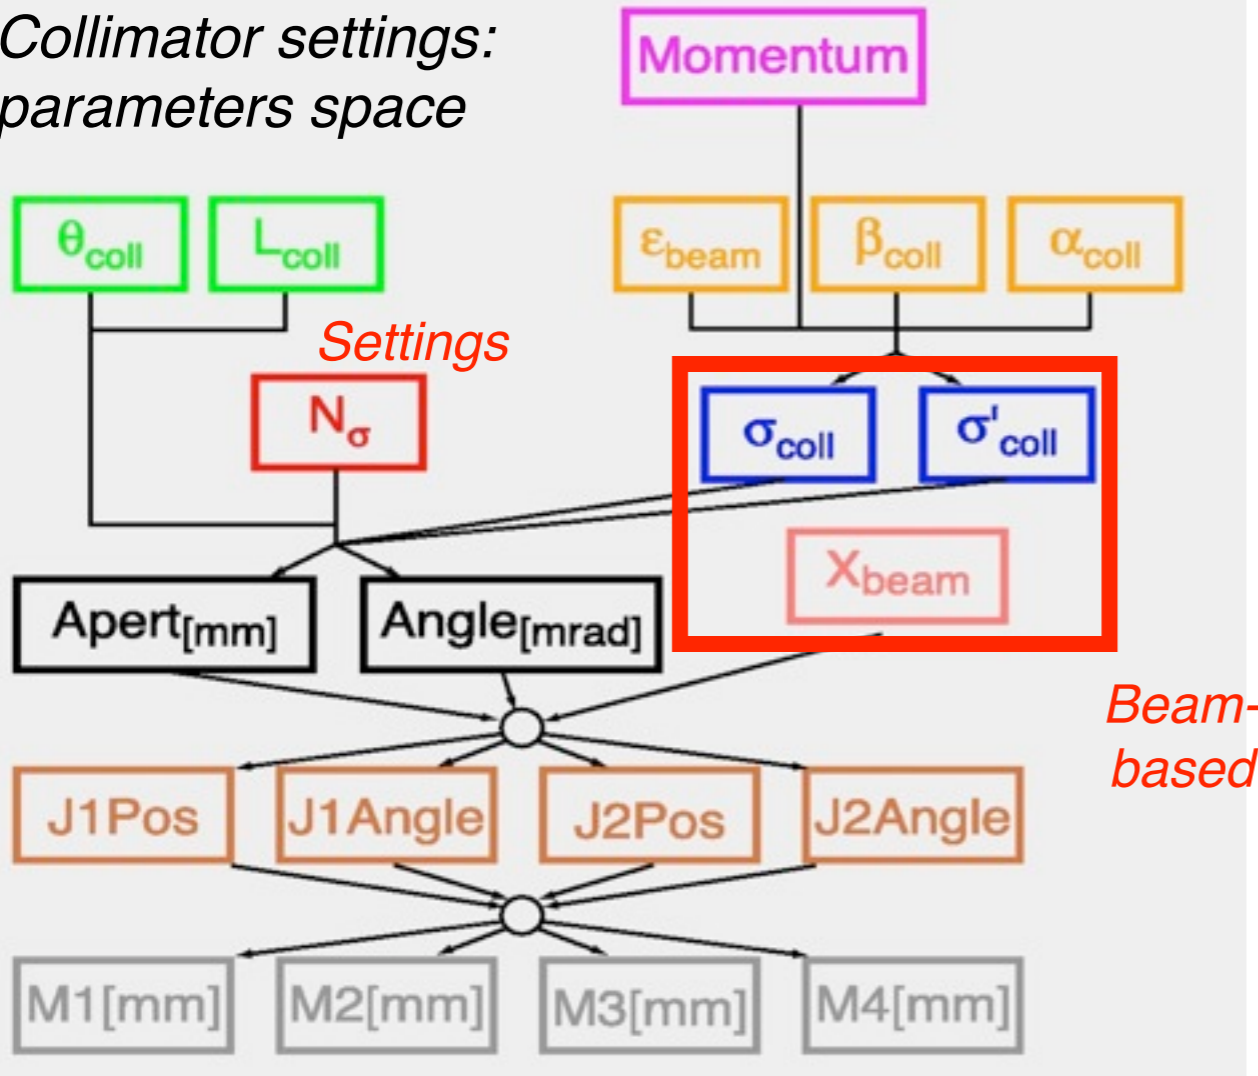 Collimator settings:
parameters space
Momentum
θcoll
Lcoll
εbeam
βcoll
αcoll
Settings
Nσ
σcoll
σ'coll
Xbeam
Apert[mm]
Angle[mrad]
Beam-
based
J1Pos
J1Angle
J2Pos
J2Angle
M1[mm]
M2[mm]
M3[mm]
M4[mm]